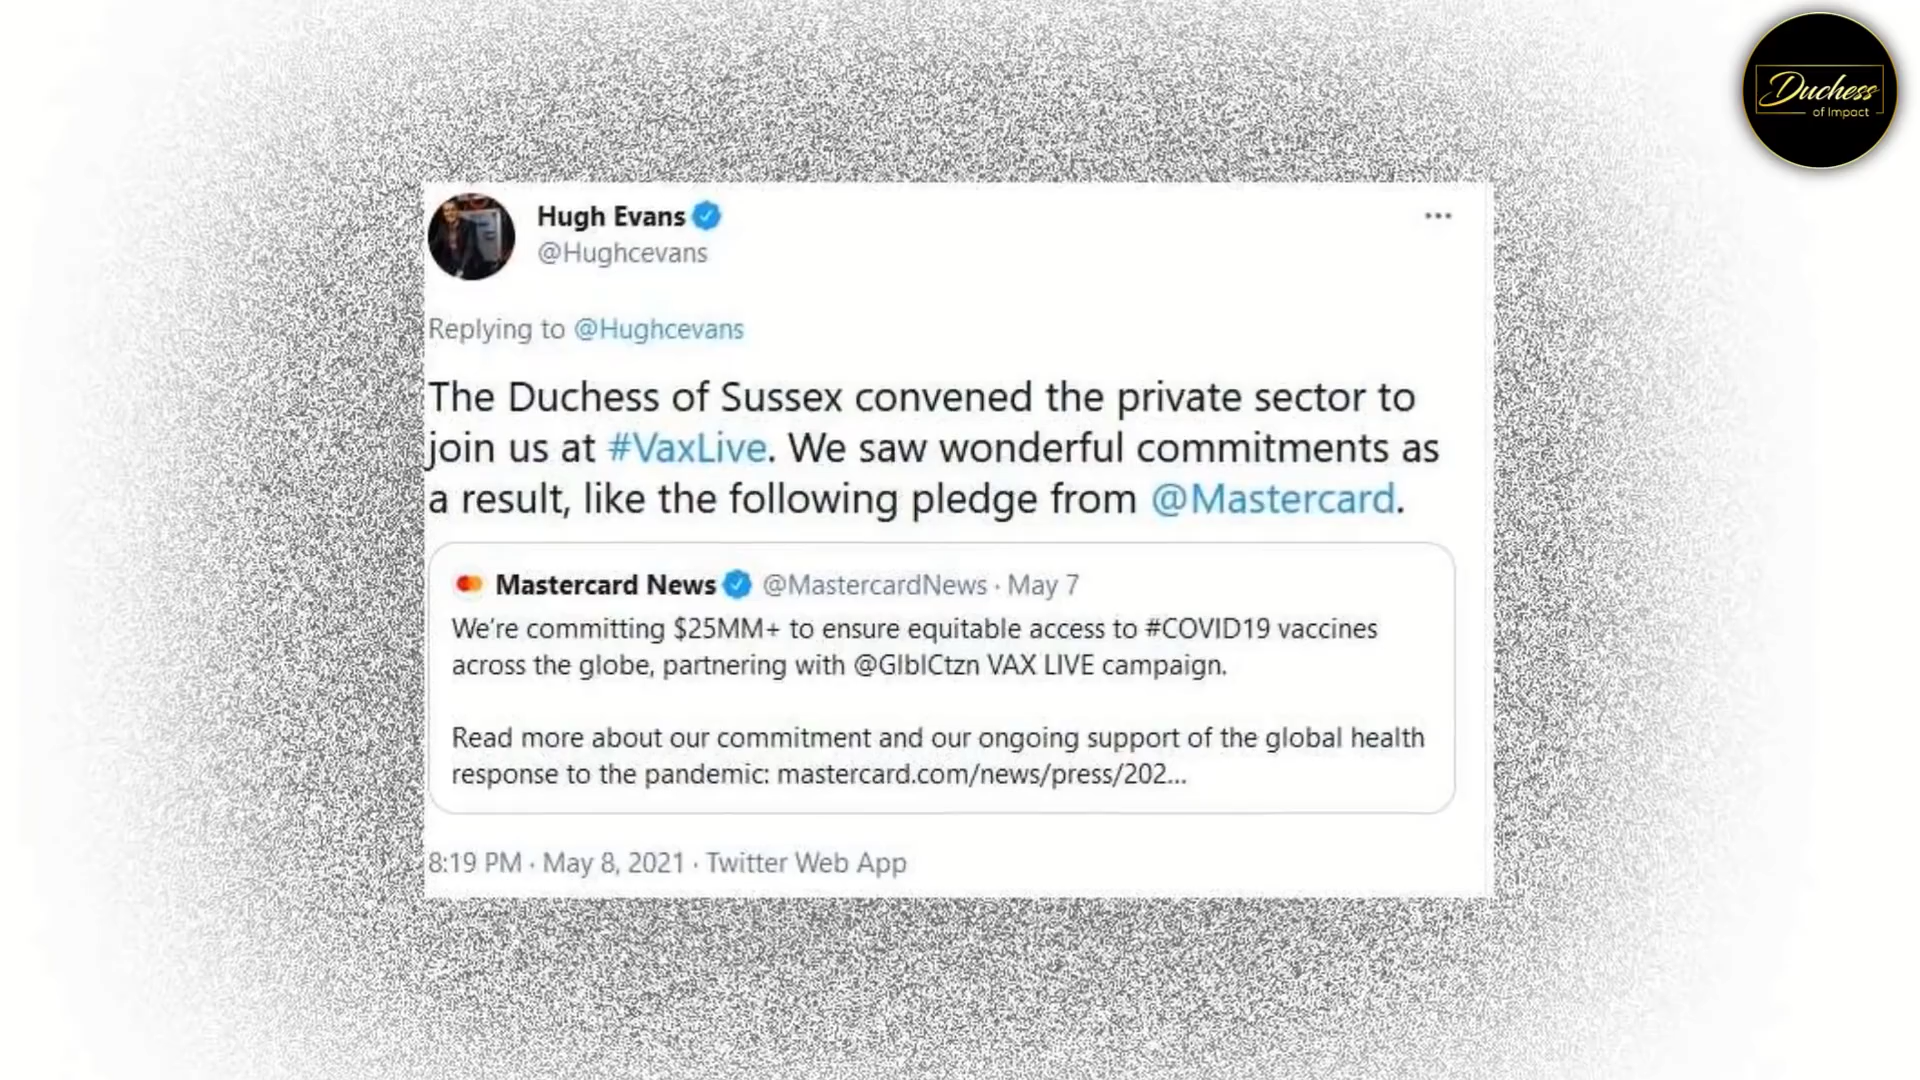 Duchess
of Impact
Hugh Evans
@Hughcevans
Replying to @Hughcevans
The Duchess of Sussex convened the private sector to
join us at #VaxLive. We saw wonderful commitments as
a result, like the following pledge from @Mastercard.
Mastercard News @MastercardNews · May 7
We're committing $25MM+ to ensure equitable access to #COVID19 vaccines
across the globe, partnering with @GlblCtzn VAX LIVE campaign.
Read more about our commitment and our ongoing support of the global health
response to the pandemic: mastercard.com/news/press/202...
8:19 PM · May 8, 2021 · Twitter Web App